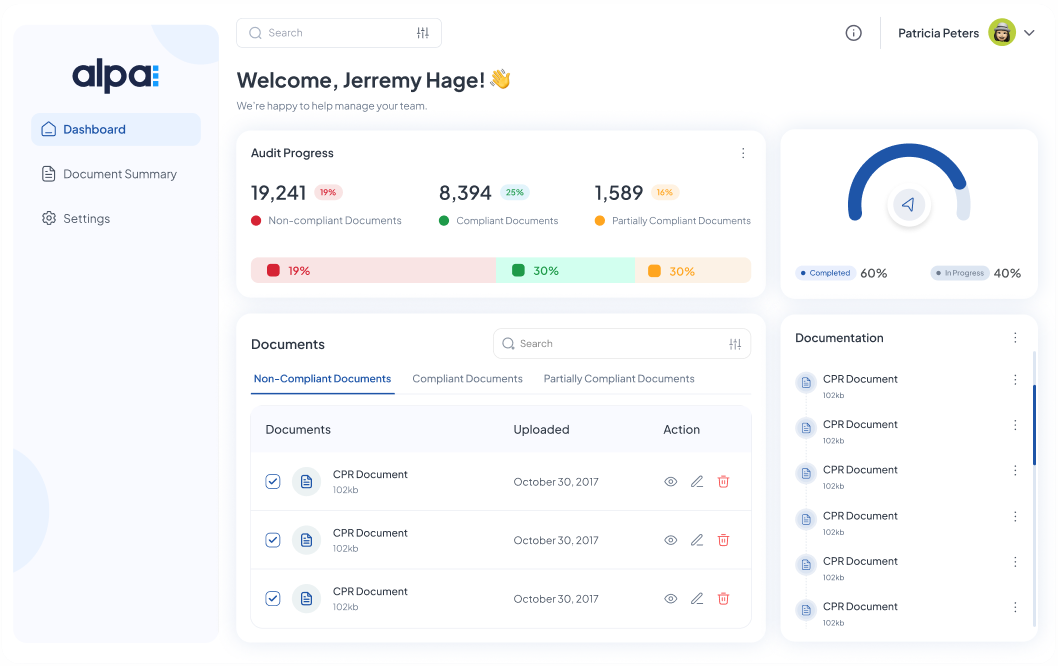 alpa
Dashboard
Document Summary
Settings
Search
Patricia Peters
Welcome, Jerremy Hage! 👋
We're happy to help manage your team.
Audit Progress
19,241 19%
Non-compliant Documents
8,394 25%
Compliant Documents
1,589 16%
Partially Compliant Documents
19% 30% 30%
Completed 60% In Progress 40%
Documents
Search
Non-Compliant Documents Compliant Documents Partially Compliant Documents
Documents Uploaded Action
CPR Document
102kb
October 30, 2017
CPR Document
102kb
October 30, 2017
CPR Document
102kb
October 30, 2017
Documentation
CPR Document
102kb
CPR Document
102kb
CPR Document
102kb
CPR Document
102kb
CPR Document
102kb
CPR Document
102kb